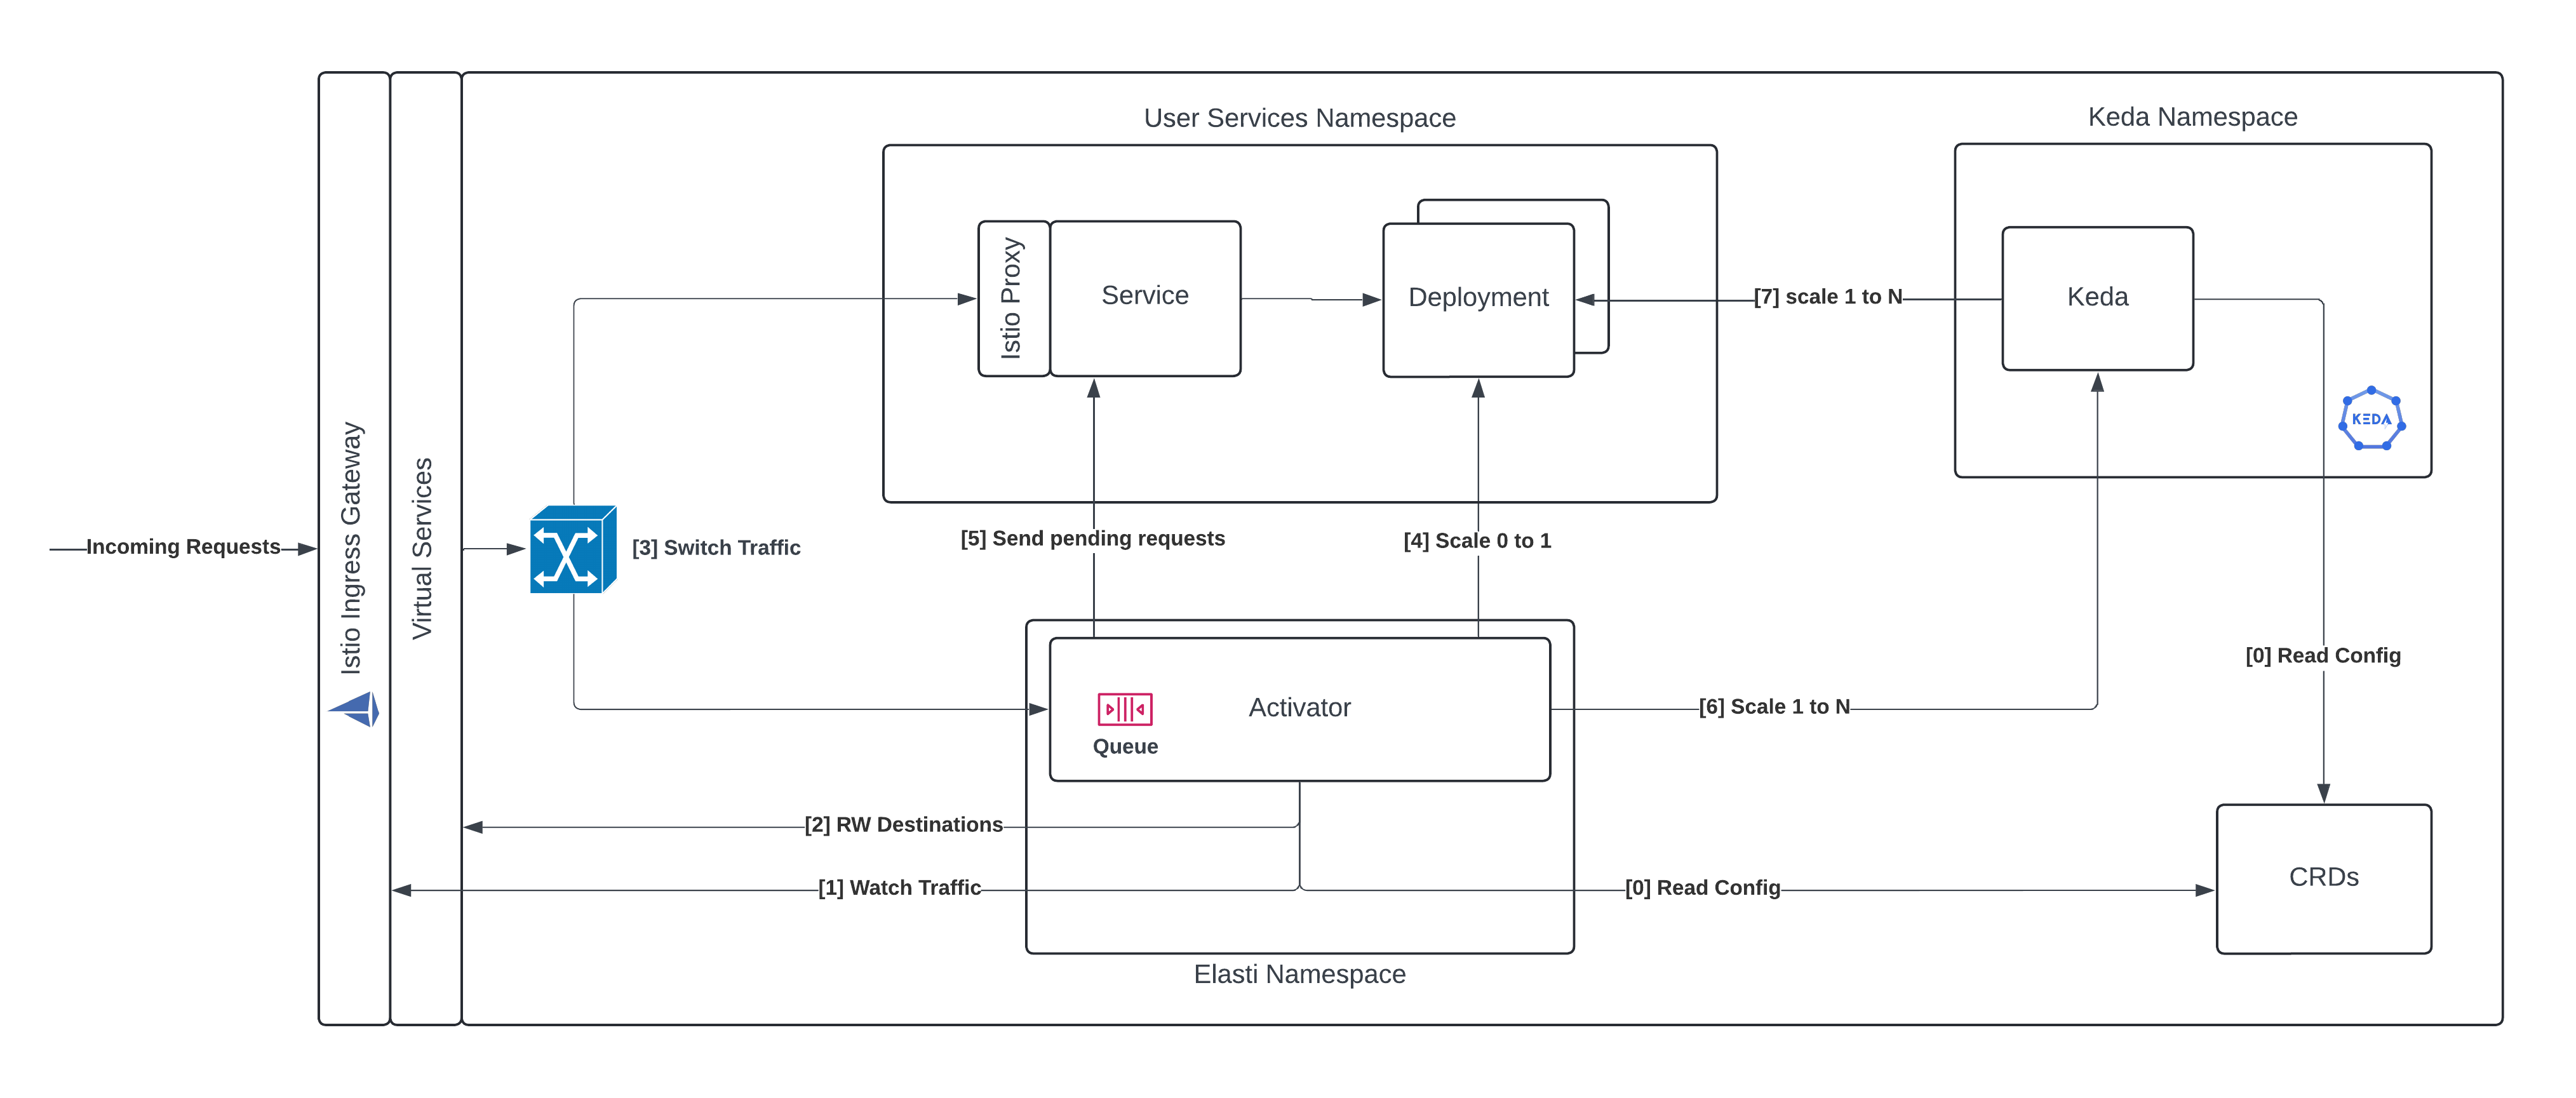 User Services Namespace
Keda Namespace
Istio Proxy
Service
Deployment
[7] scale 1 to N
Keda
KEDA
Istio Ingress Gateway
Virtual Services
Incoming Requests
[3] Switch Traffic
[5] Send pending requests
[4] Scale 0 to 1
[0] Read Config
Queue
Activator
[6] Scale 1 to N
[2] RW Destinations
[1] Watch Traffic
[0] Read Config
CRDs
Elasti Namespace